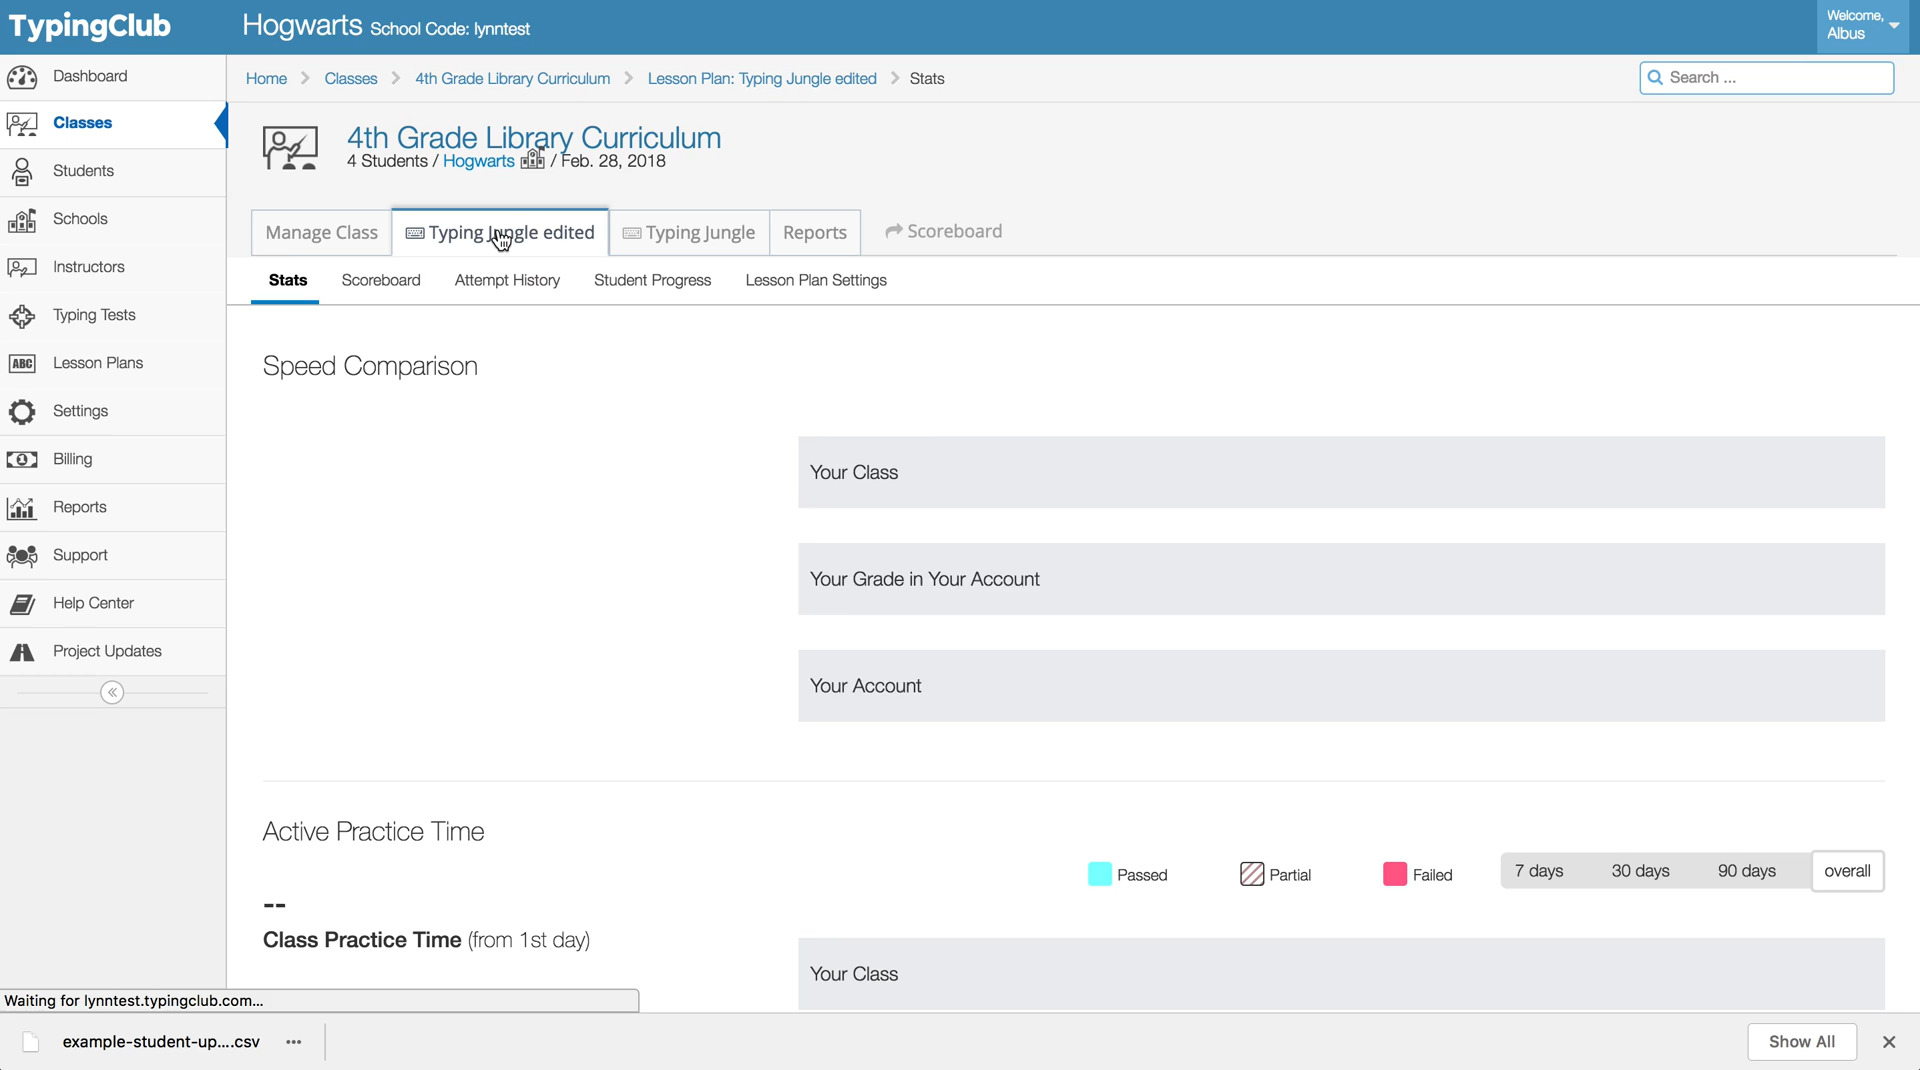 TypingClub
Hogwarts School Code: lynntest
Welcome,
Albus
Dashboard
Classes
Students
Schools
Instructors
Typing Tests
ABC
Lesson Plans
Settings
Billing
Reports
Support
Help Center
Project Updates
Home > Classes > 4th Grade Library Curriculum > Lesson Plan: Typing Jungle edited > Stats
Search ...
4th Grade Library Curriculum
4 Students / Hogwarts / Feb. 28, 2018
Manage Class
Typing Jungle edited
Typing Jungle
Reports
Scoreboard
Stats
Scoreboard
Attempt History
Student Progress
Lesson Plan Settings
Speed Comparison
Your Class
Your Grade in Your Account
Your Account
Active Practice Time
Passed
Partial
Failed
7 days
30 days
90 days
overall
--
Class Practice Time (from 1st day)
Your Class
Waiting for lynntest.typingclub.com...
example-student-up....csv
Show All